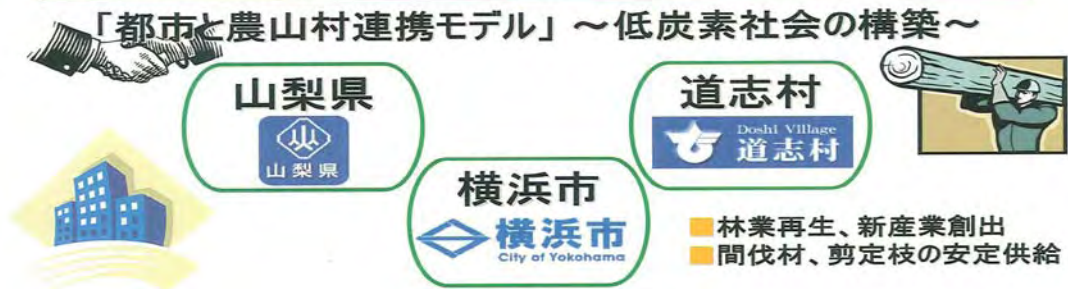 「都市と農山村連携モデル」～低炭素社会の構築～
山梨県
山梨県
道志村
Doshi Village
道志村
横浜市
横浜市
City of Yokohama
■林業再生、新産業創出
■間伐材、剪定枝の安定供給